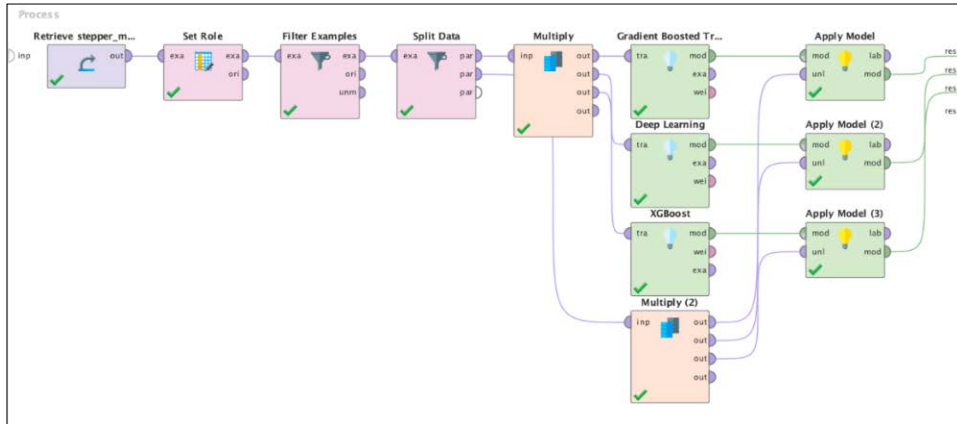 Process
inp
Retrieve stepper_m...
out
Set Role
exa exa
ori
Filter Examples
exa exa
ori
unm
Split Data
exa par
par
par
Multiply
inp out
out
out
out
Gradient Boosted Tr...
tra mod
exa
wei
Apply Model
mod lab
unl mod
res
res
res
res
Deep Learning
tra mod
exa
wei
Apply Model (2)
mod lab
unl mod
XGBoost
tra mod
wei
exa
Apply Model (3)
mod lab
unl mod
Multiply (2)
inp out
out
out
out